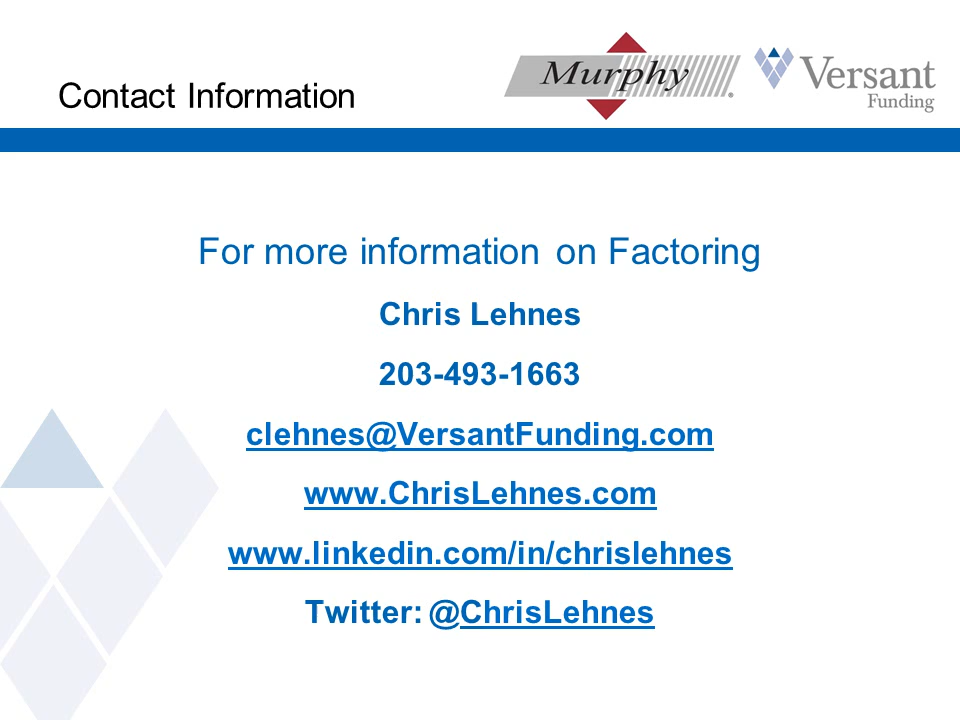 Contact Information
Murphy
Versant
Funding
For more information on Factoring
Chris Lehnes
203-493-1663
clehnes@VersantFunding.com
www.ChrisLehnes.com
www.linkedin.com/in/chrislehnes
Twitter: @ChrisLehnes